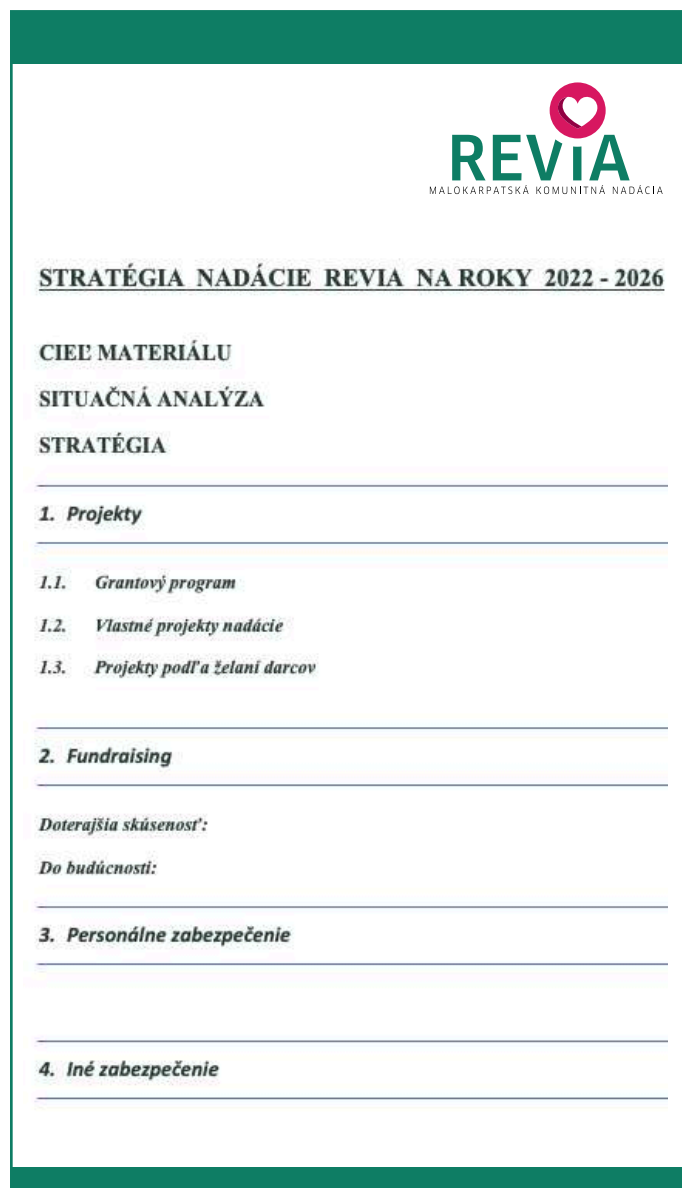 REVIA
MALOKARPATSKÁ KOMUNITNÁ NADÁCIA
STRATÉGIA NADÁCIE REVIA NA ROKY 2022 - 2026
CIEĽ MATERIÁLU
SITUAČNÁ ANALÝZA
STRATÉGIA
1. Projekty
1.1. Grantový program
1.2. Vlastné projekty nadácie
1.3. Projekty podľa želaní darcov
2. Fundraising
Doterajšia skúsenosť:
Do budúcnosti:
3. Personálne zabezpečenie
4. Iné zabezpečenie